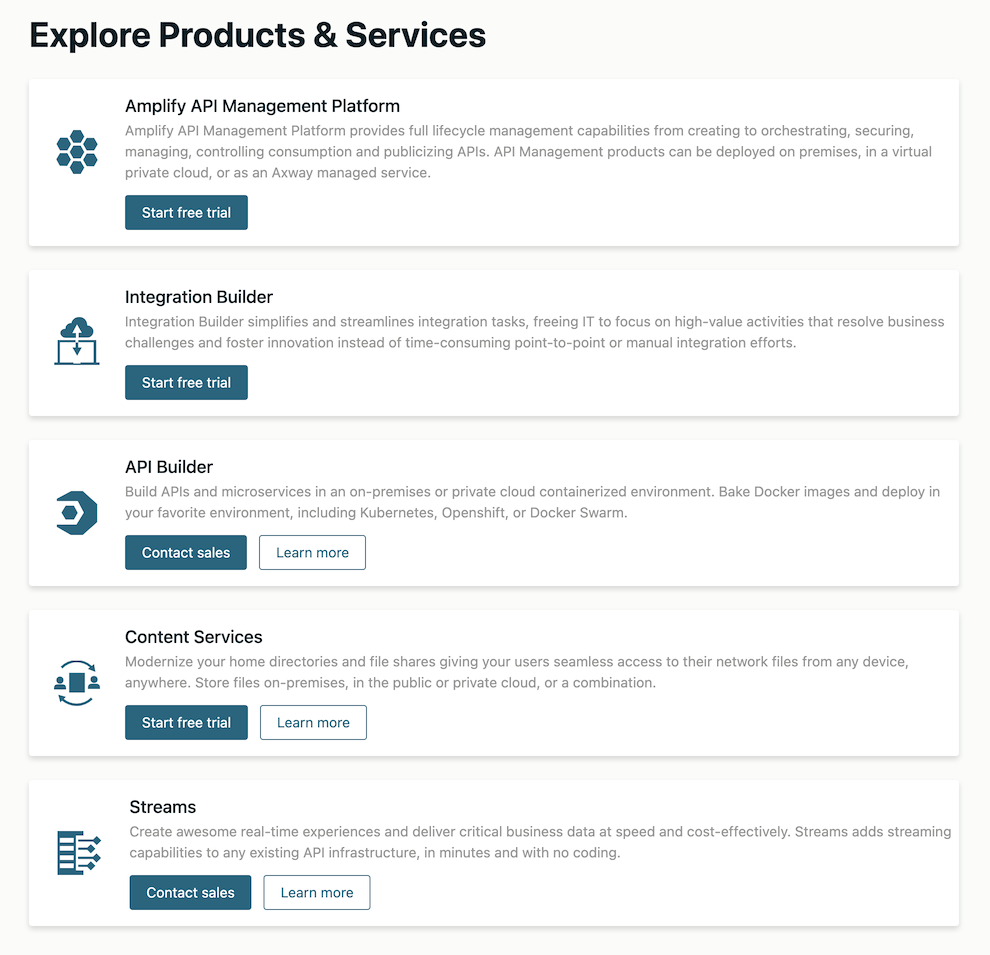 Explore Products & Services
Amplify API Management Platform
Amplify API Management Platform provides full lifecycle management capabilities from creating to orchestrating, securing,
managing, controlling consumption and publicizing APIs. API Management products can be deployed on premises, in a virtual
private cloud, or as an Axway managed service.
Start free trial
Integration Builder
Integration Builder simplifies and streamlines integration tasks, freeing IT to focus on high-value activities that resolve business
challenges and foster innovation instead of time-consuming point-to-point or manual integration efforts.
Start free trial
API Builder
Build APIs and microservices in an on-premises or private cloud containerized environment. Bake Docker images and deploy in
your favorite environment, including Kubernetes, Openshift, or Docker Swarm.
Contact sales Learn more
Content Services
Modernize your home directories and file shares giving your users seamless access to their network files from any device,
anywhere. Store files on-premises, in the public or private cloud, or a combination.
Start free trial Learn more
Streams
Create awesome real-time experiences and deliver critical business data at speed and cost-effectively. Streams adds streaming
capabilities to any existing API infrastructure, in minutes and with no coding.
Contact sales Learn more